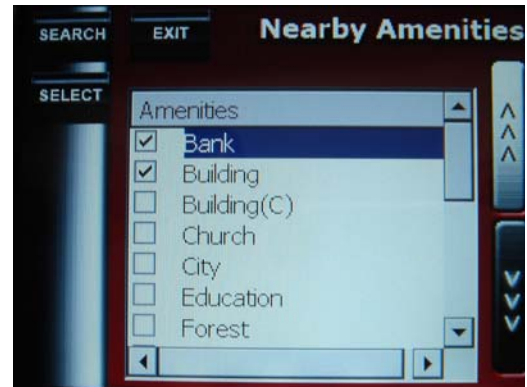 SEARCH
EXIT
Nearby Amenities
SELECT
Amenities
Bank
Building
Building(C)
Church
City
Education
Forest